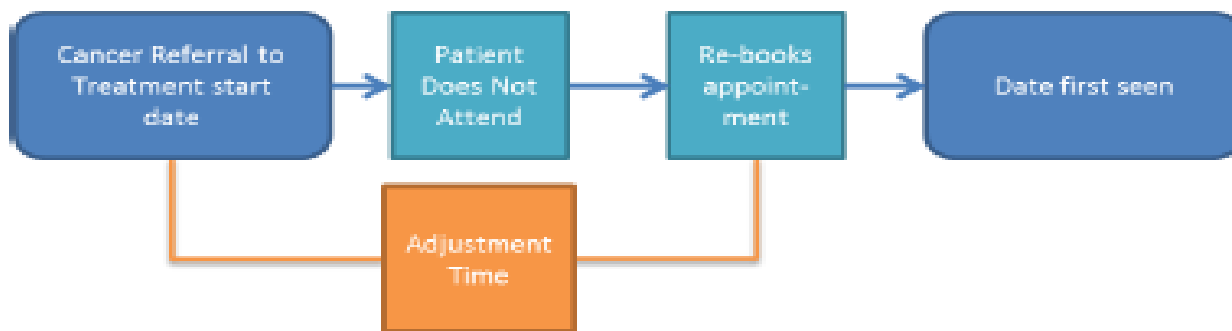 Cancer Referral to
Treatment start
date
Patient
Does Not
Attend
Re-books
appoint-
ment
Date first seen
Adjustment
Time